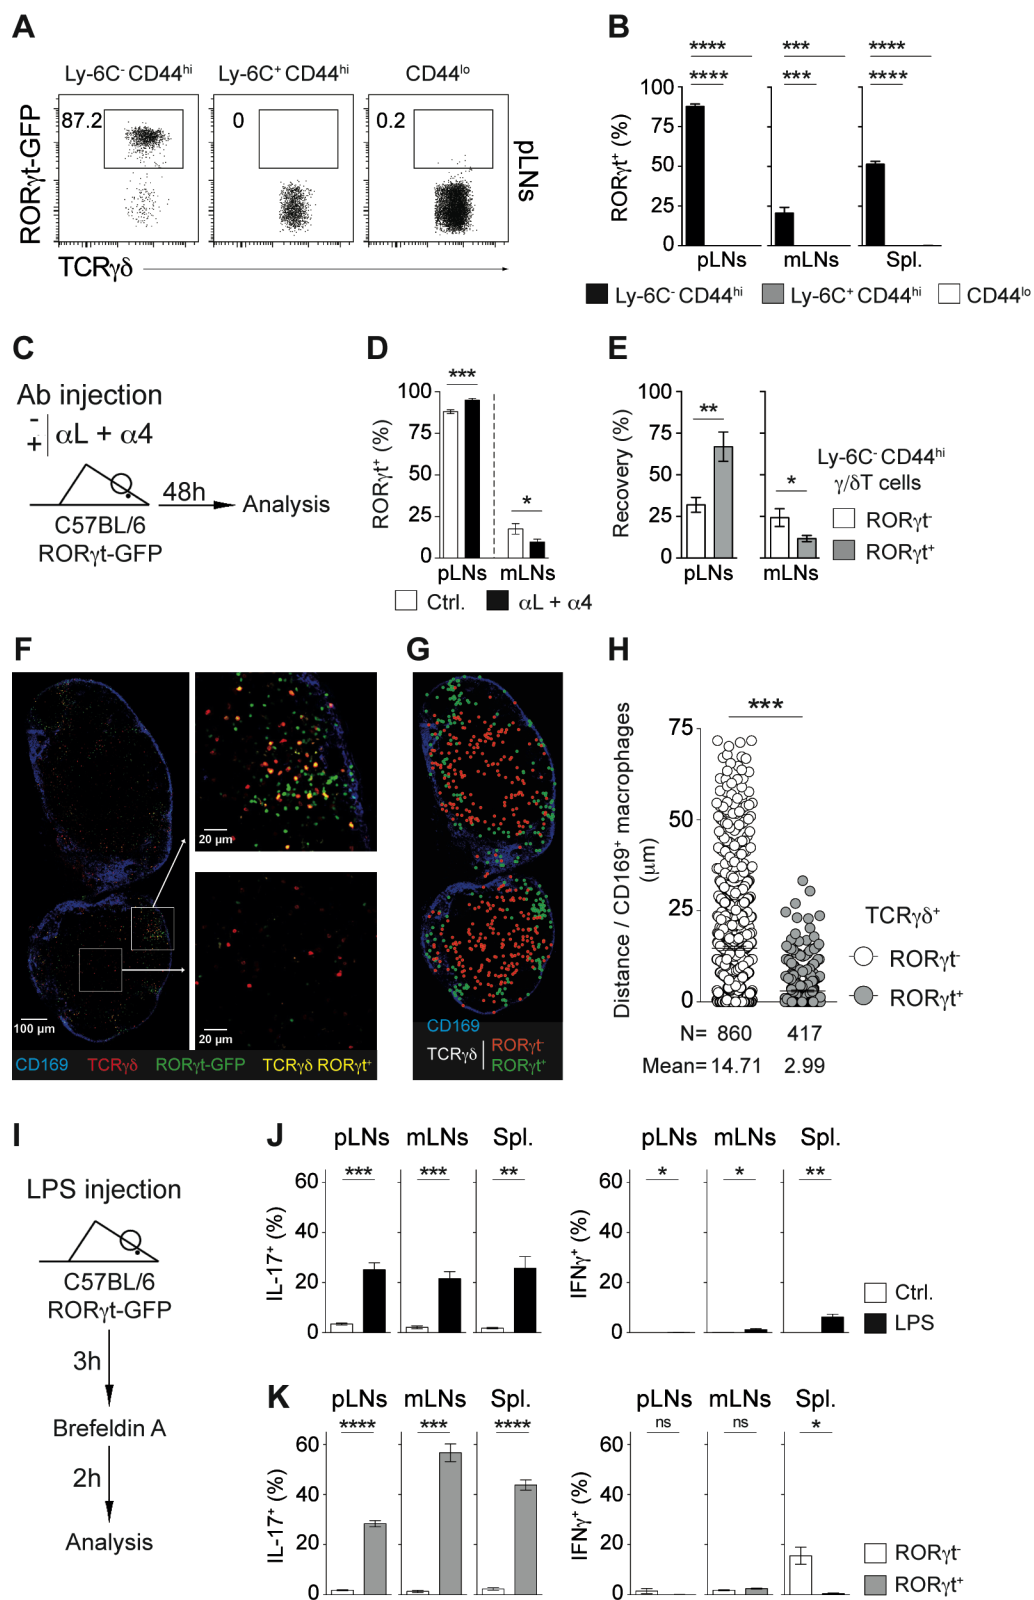 A
Ly-6C⁻ CD44ʰⁱ
Ly-6C⁺ CD44ʰⁱ
CD44ˡᵒ
87.2
0
0.2
RORγt-GFP
pLNs
TCRγδ
B
**** *** ****
**** *** ****
RORγt⁺ (%)
100
75
50
25
0
pLNs mLNs Spl.
Ly-6C⁻ CD44ʰⁱ Ly-6C⁺ CD44ʰⁱ CD44ˡᵒ
C
Ab injection
-
+
αL + α4
48h
Analysis
C57BL/6
RORγt-GFP
D
RORγt⁺ (%)
100
75
50
25
0
***
*
pLNs mLNs
Ctrl. αL + α4
E
Recovery (%)
100
75
50
25
0
**
*
pLNs mLNs
Ly-6C⁻ CD44ʰⁱ
γ/δT cells
RORγt⁻
RORγt⁺
F
20 µm
20 µm
100 µm
CD169 TCRγδ RORγt-GFP TCRγδ RORγt⁺
G
CD169
TCRγδ
RORγt⁻
RORγt⁺
H
***
Distance / CD169⁺ macrophages
(µm)
75
50
25
0
TCRγδ⁺
RORγt⁻
RORγt⁺
N= 860 417
Mean= 14.71 2.99
I
LPS injection
C57BL/6
RORγt-GFP
3h
Brefeldin A
2h
Analysis
J
pLNs mLNs Spl.
*** *** **
IL-17⁺ (%)
60
40
20
0
pLNs mLNs Spl.
* * **
IFNγ⁺ (%)
60
40
20
0
Ctrl.
LPS
K
pLNs mLNs Spl.
**** *** ****
IL-17⁺ (%)
60
40
20
0
pLNs mLNs Spl.
ns ns *
IFNγ⁺ (%)
60
40
20
0
RORγt⁻
RORγt⁺